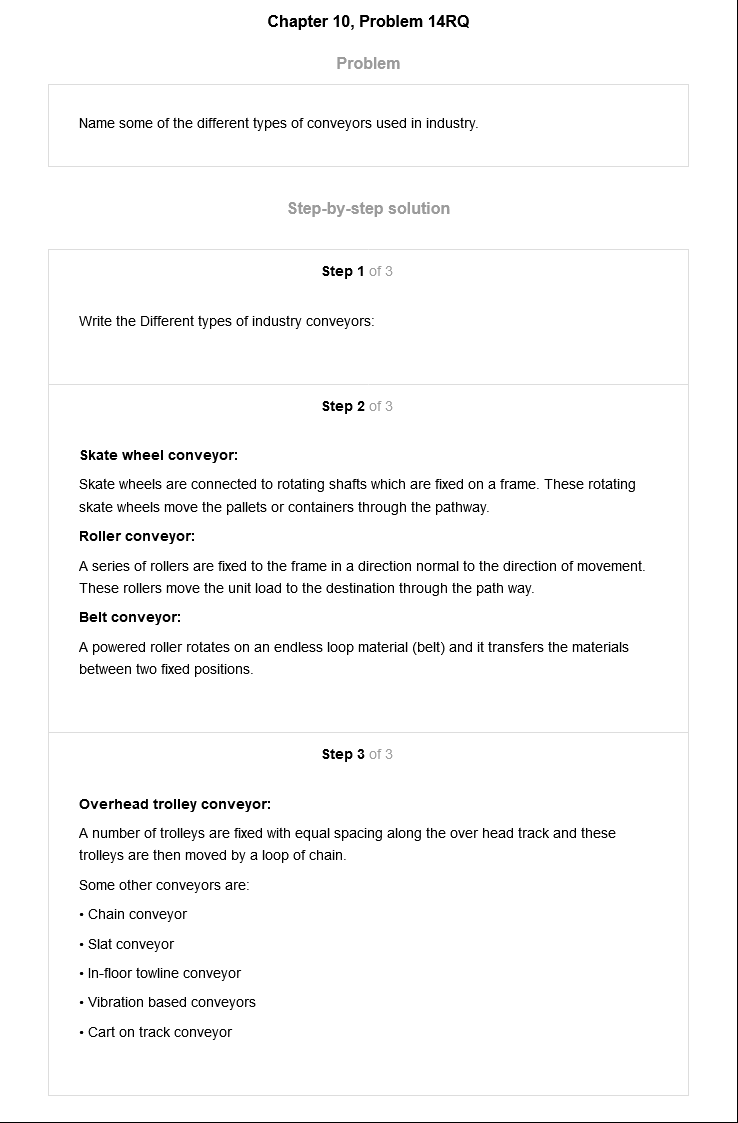 Chapter 10, Problem 14RQ
Problem
Name some of the different types of conveyors used in industry.
Step-by-step solution
Step 1 of 3
Write the Different types of industry conveyors:
Step 2 of 3
Skate wheel conveyor:
Skate wheels are connected to rotating shafts which are fixed on a frame. These rotating
skate wheels move the pallets or containers through the pathway.
Roller conveyor:
A series of rollers are fixed to the frame in a direction normal to the direction of movement.
These rollers move the unit load to the destination through the path way.
Belt conveyor:
A powered roller rotates on an endless loop material (belt) and it transfers the materials
between two fixed positions.
Step 3 of 3
Overhead trolley conveyor:
A number of trolleys are fixed with equal spacing along the over head track and these
trolleys are then moved by a loop of chain.
Some other conveyors are:
• Chain conveyor
• Slat conveyor
• In-floor towline conveyor
• Vibration based conveyors
• Cart on track conveyor